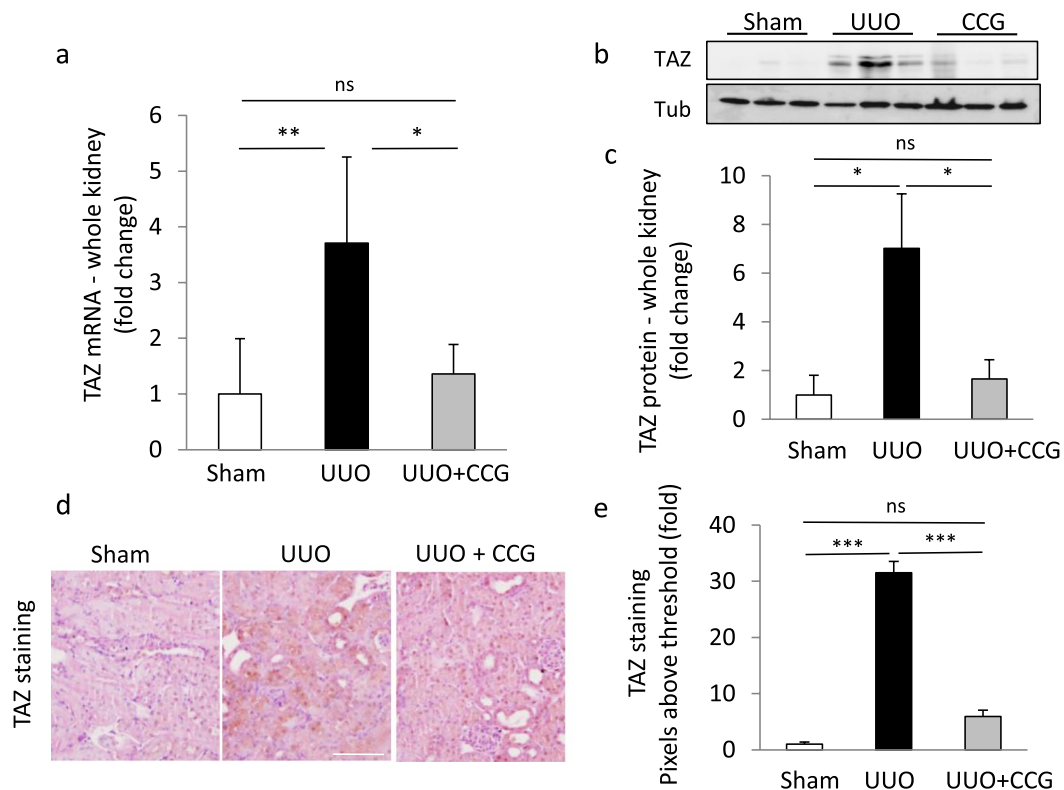 a
ns
**
*
6
5
4
3
2
1
0
TAZ mRNA - whole kidney
(fold change)
Sham UUO UUO+CCG
b
Sham UUO CCG
TAZ
Tub
c
ns
*
*
10
8
6
4
2
0
TAZ protein - whole kidney
(fold change)
Sham UUO UUO+CCG
d
Sham UUO UUO + CCG
TAZ staining
e
ns
***
***
40
30
20
10
0
TAZ staining
Pixels above threshold (fold)
Sham UUO UUO+CCG